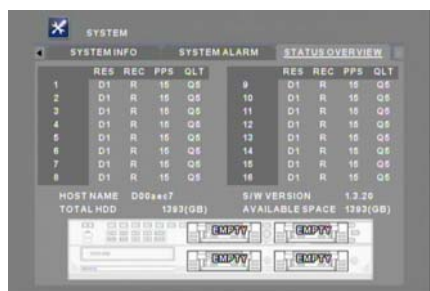 SYSTEM
SYSTEM INFO SYSTEM ALARM STATUS OVERVIEW
RES REC PPS QLT RES REC PPS QLT
1 D1 R 15 Q5 9 D1 R 15 Q5
2 D1 R 15 Q5 10 D1 R 15 Q5
3 D1 R 15 Q5 11 D1 R 15 Q5
4 D1 R 15 Q5 12 D1 R 15 Q5
5 D1 R 15 Q5 13 D1 R 15 Q5
6 D1 R 15 Q5 14 D1 R 15 Q5
7 D1 R 15 Q5 15 D1 R 15 Q5
8 D1 R 15 Q5 16 D1 R 15 Q5
HOST NAME D00aec7 S/W VERSION 1.3.20
TOTAL HDD 1393(GB) AVAILABLE SPACE 1393(GB)
EMPTY EMPTY
EMPTY EMPTY